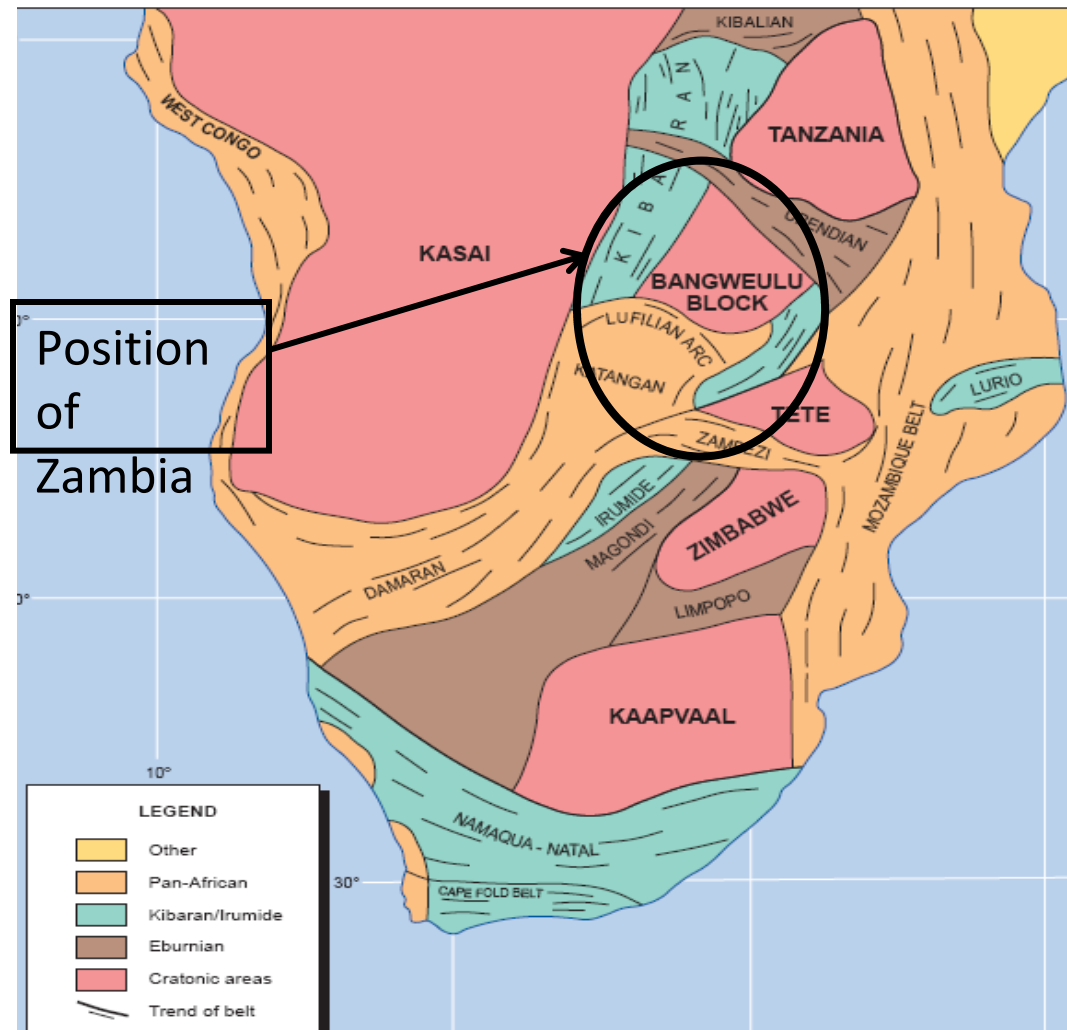 KIBALIAN
KIBARAN
TANZANIA
WEST CONGO
UBENDIAN
KASAI
BANGWEULU
BLOCK
LUFILIAN ARC
Position
of
Zambia
KATANGAN
LURIO
TETE
ZAMBEZI
MOZAMBIQUE BELT
IRUMIDE
MAGONDI
ZIMBABWE
DAMARAN
LIMPOPO
KAAPVAAL
10°
LEGEND
Other
Pan-African
Kibaran/Irumide
Eburnian
Cratonic areas
Trend of belt
NAMAQUA - NATAL
30°
CAPE FOLD BELT